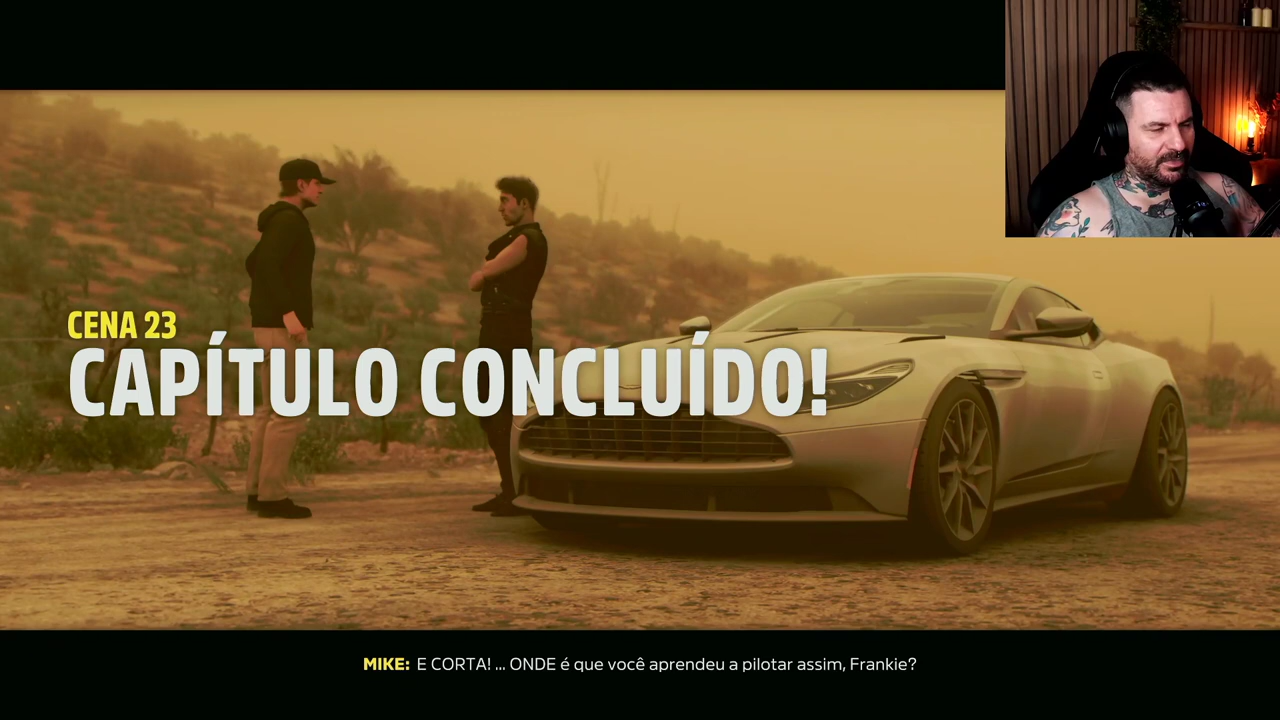 CENA 23
CAPÍTULO CONCLUÍDO!
MIKE: E CORTA! ... ONDE é que você aprendeu a pilotar assim, Frankie?